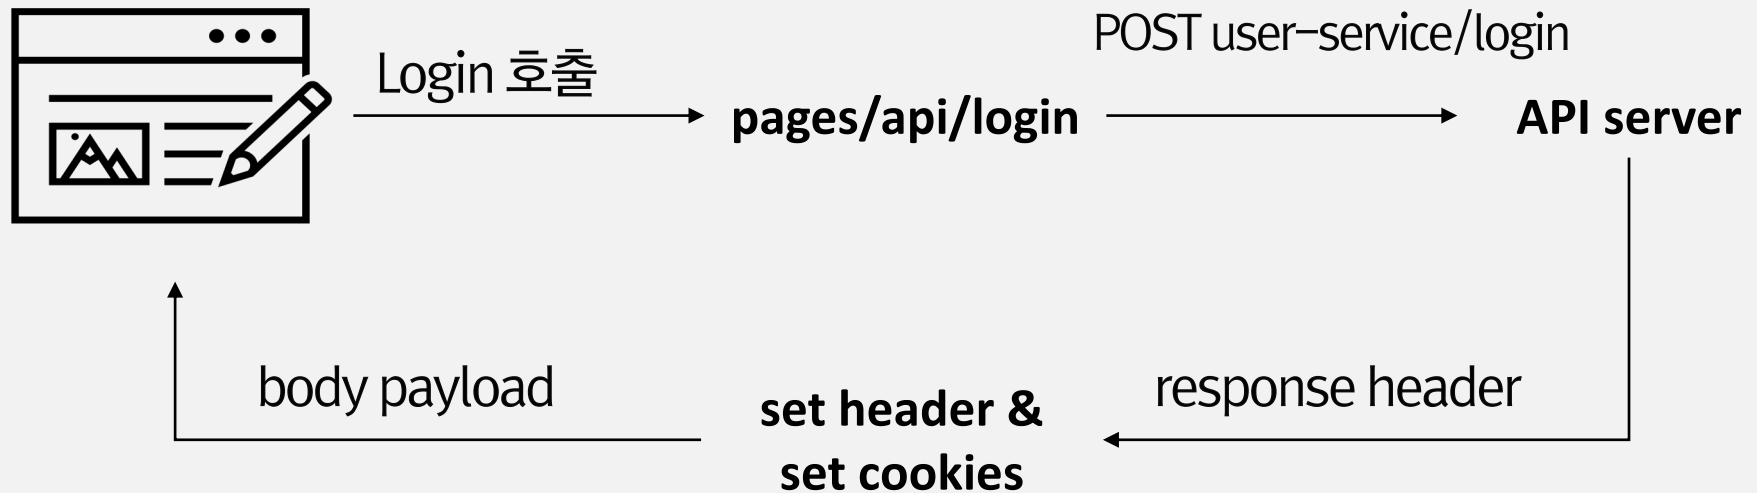 Login 호출
pages/api/login
POST user-service/login
API server
response header
set header &
set cookies
body payload